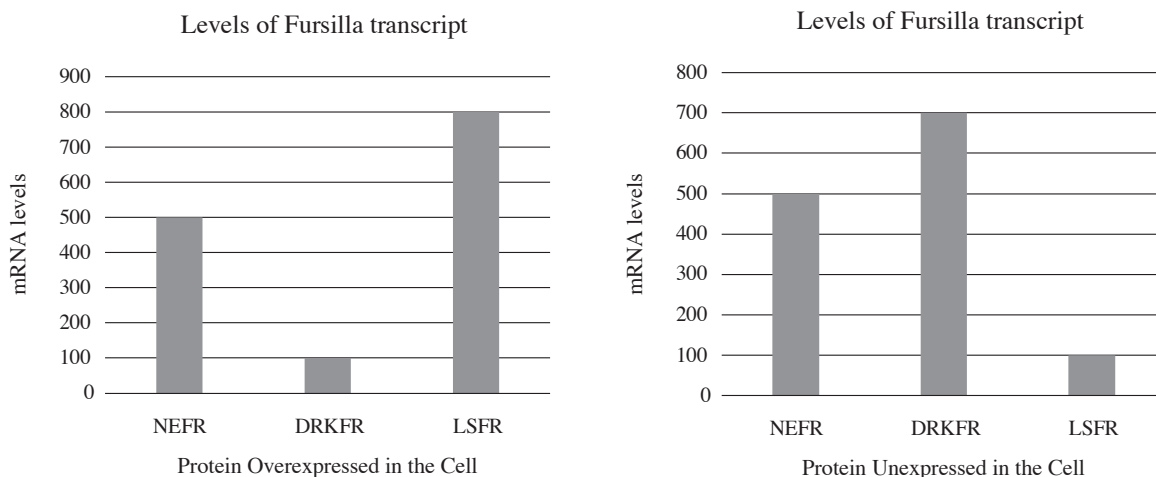 Levels of Fursilla transcript
mRNA levels
900
800
700
600
500
400
300
200
100
0
NEFR DRKFR LSFR
Protein Overexpressed in the Cell
Levels of Fursilla transcript
mRNA levels
800
700
600
500
400
300
200
100
0
NEFR DRKFR LSFR
Protein Unexpressed in the Cell